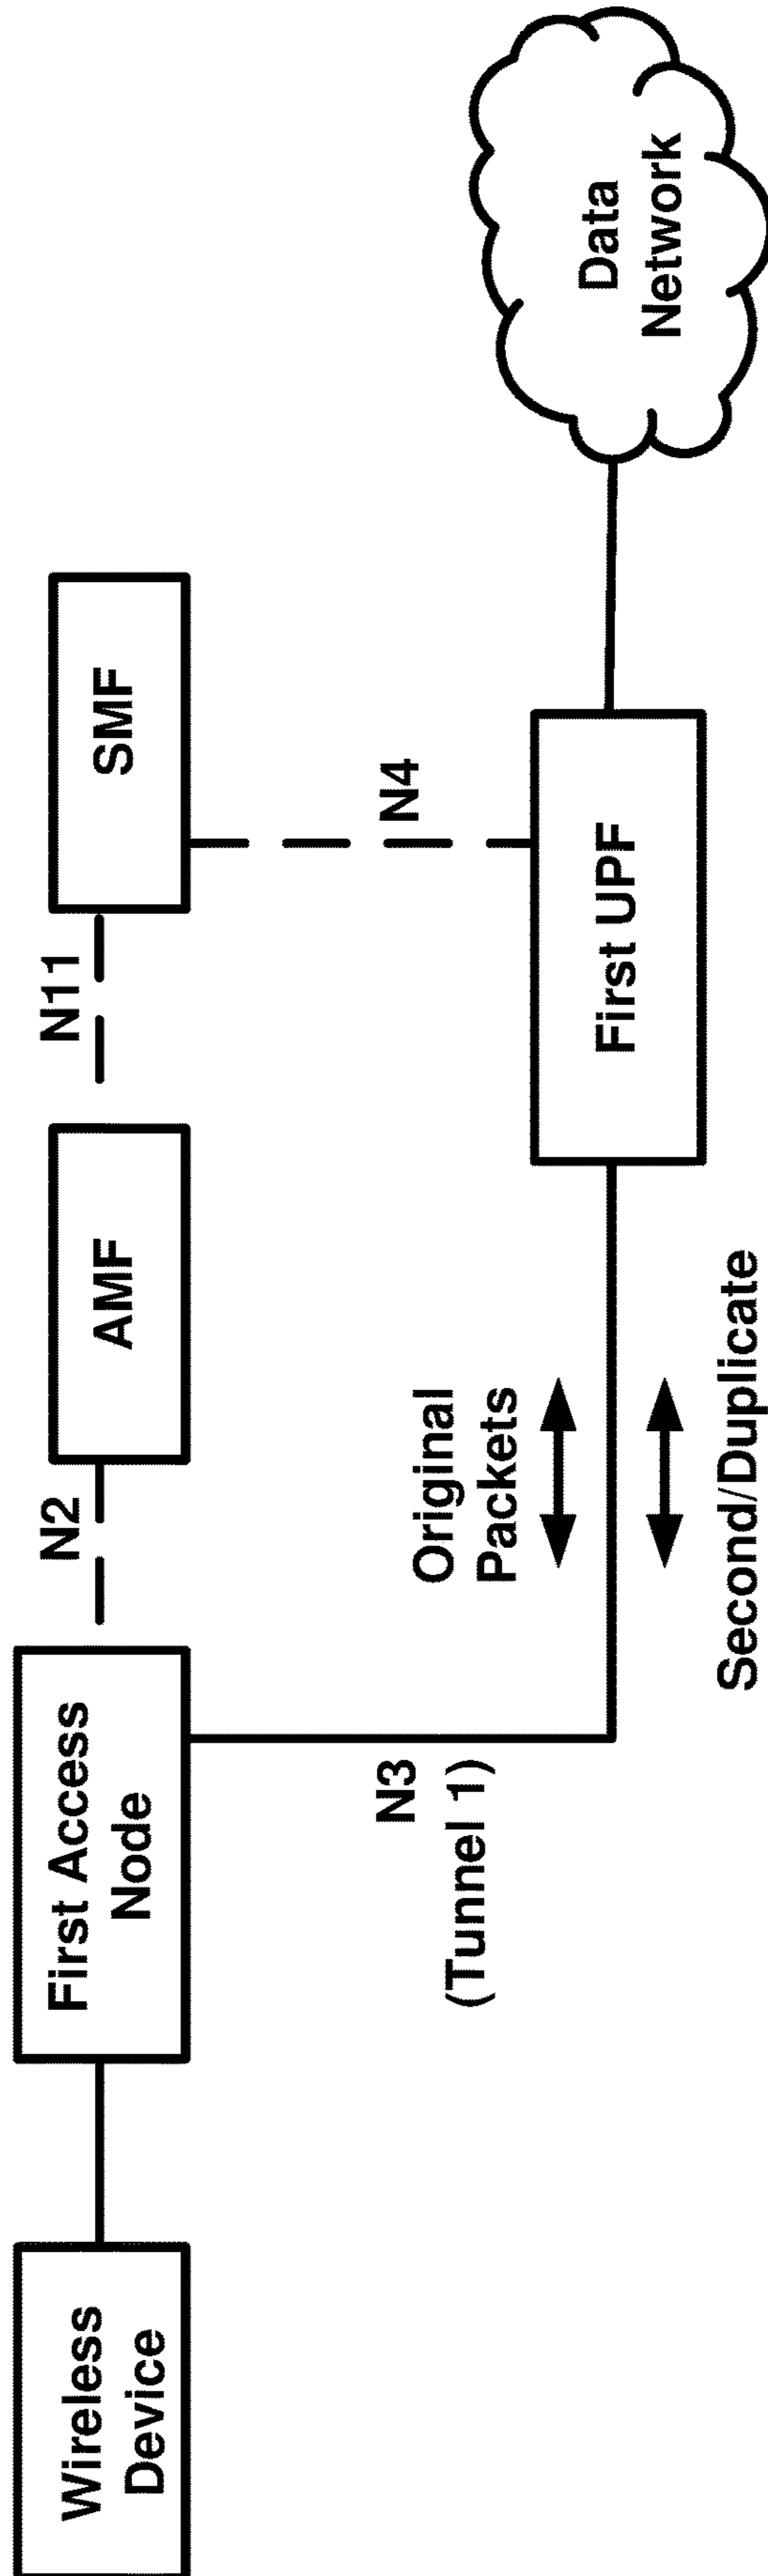 Wireless
Device
First Access
Node
N2
AMF
N11
SMF
N3
(Tunnel 1)
Original
Packets
Second/Duplicate
First UPF
N4
Data
Network